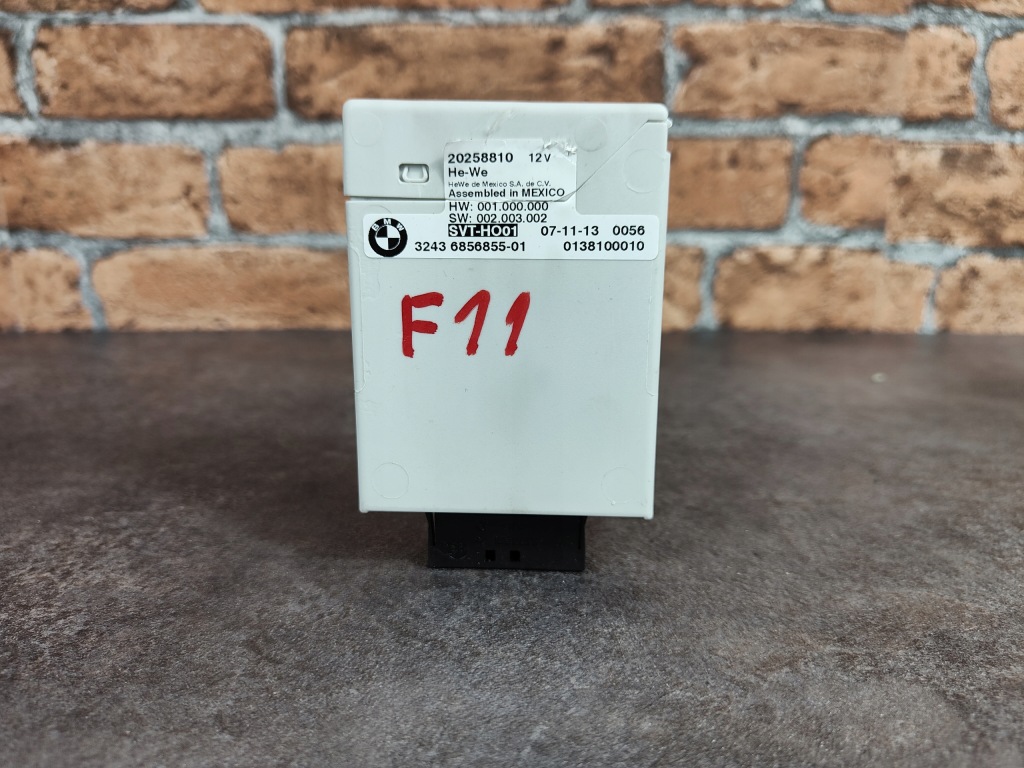 20258810 12V
He-We
HeWe de Mexico S.A. de C.V.
Assembled in MEXICO
HW: 001.000.000
SW: 002.003.002
SVT-HO01 07-11-13 0056
BMW
3243 6856855-01 0138100010
F11